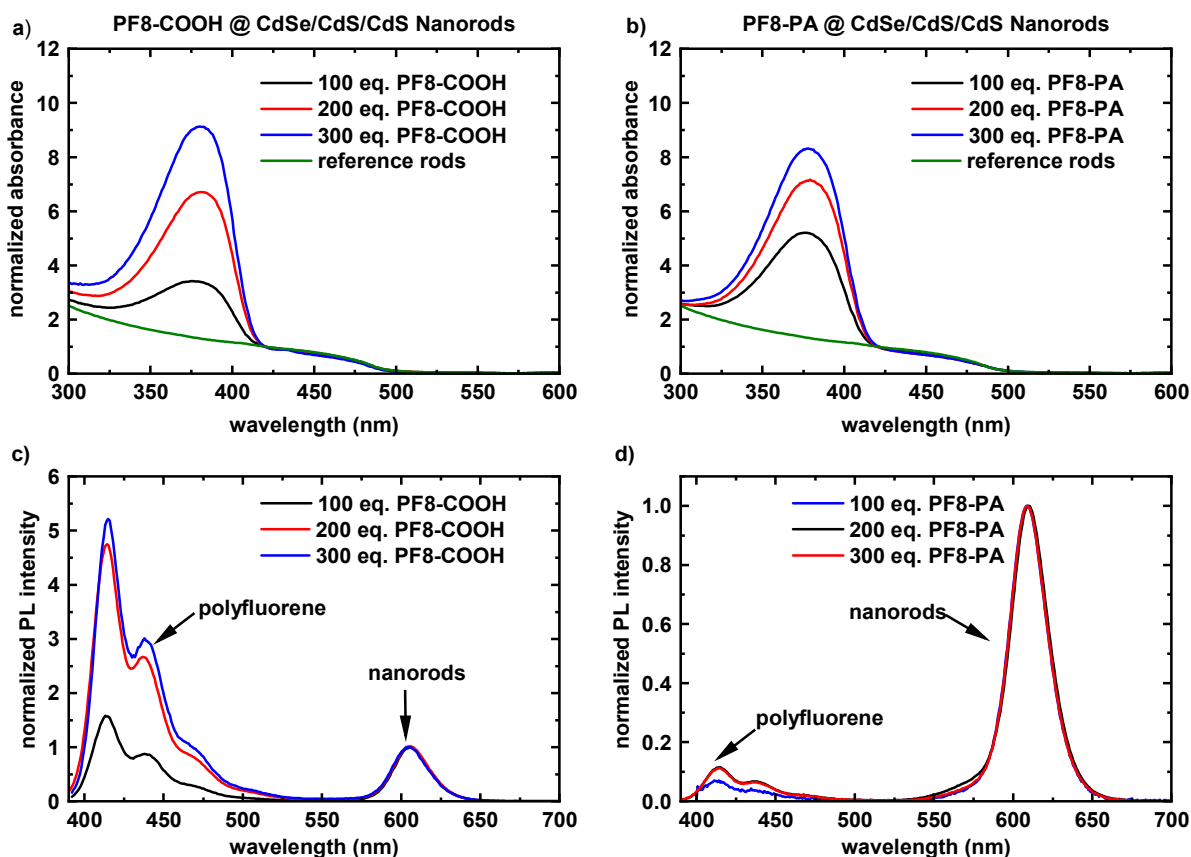 PF8-COOH @ CdSe/CdS/CdS Nanorods
a)
12
10
8
6
4
2
0
normalized absorbance
100 eq. PF8-COOH
200 eq. PF8-COOH
300 eq. PF8-COOH
reference rods
300 350 400 450 500 550 600
wavelength (nm)
PF8-PA @ CdSe/CdS/CdS Nanorods
b)
12
10
8
6
4
2
0
normalized absorbance
100 eq. PF8-PA
200 eq. PF8-PA
300 eq. PF8-PA
reference rods
300 350 400 450 500 550 600
wavelength (nm)
c)
6
5
4
3
2
1
0
normalized PL intensity
100 eq. PF8-COOH
200 eq. PF8-COOH
300 eq. PF8-COOH
polyfluorene
nanorods
400 450 500 550 600 650 700
wavelength (nm)
d)
1.0
0.8
0.6
0.4
0.2
0.0
normalized PL intensity
100 eq. PF8-PA
200 eq. PF8-PA
300 eq. PF8-PA
nanorods
polyfluorene
400 450 500 550 600 650 700
wavelength (nm)